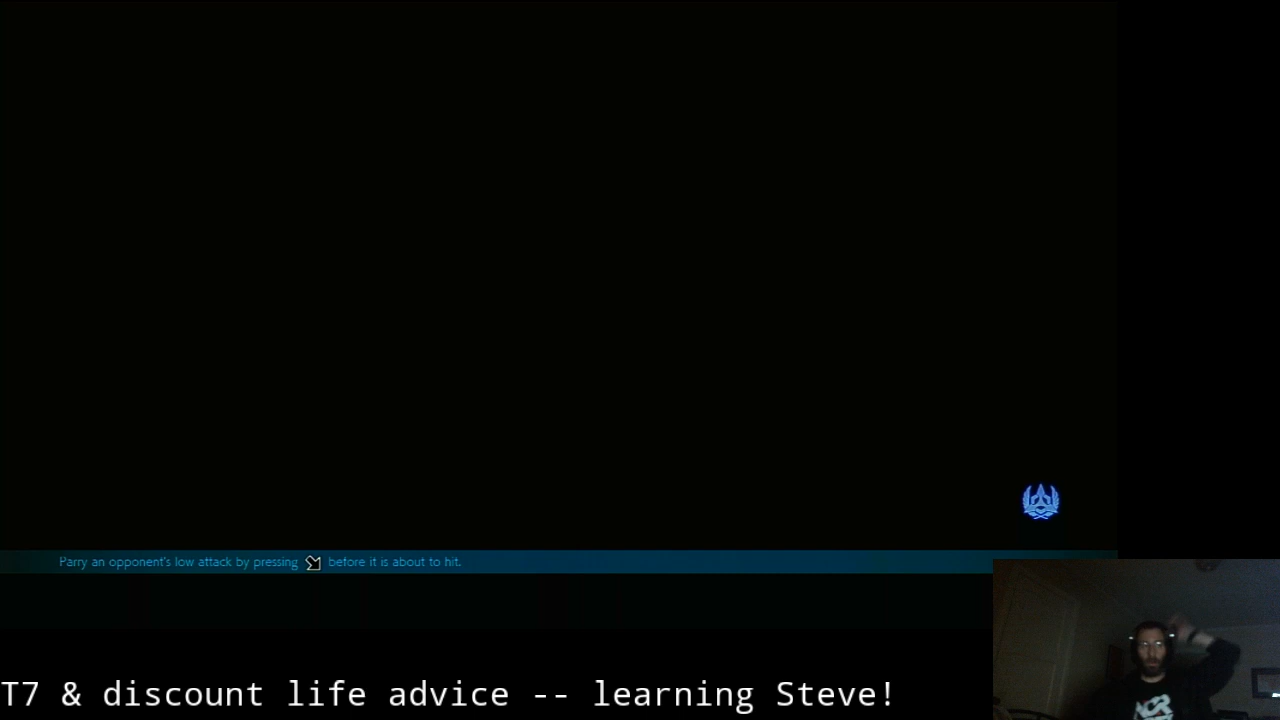 Parry an opponent's low attack by pressing before it is about to hit.
T7 & discount life advice -- learning Steve!